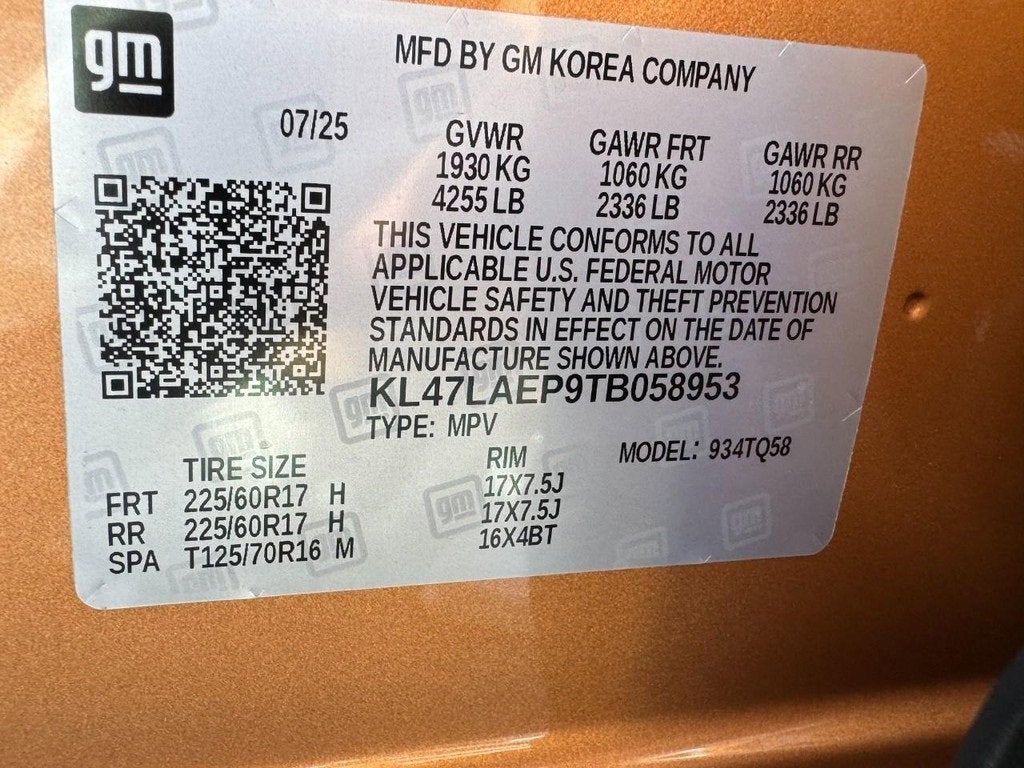 gm
MFD BY GM KOREA COMPANY
07/25
GVWR GAWR FRT GAWR RR
1930 KG 1060 KG 1060 KG
4255 LB 2336 LB 2336 LB
THIS VEHICLE CONFORMS TO ALL
APPLICABLE U.S. FEDERAL MOTOR
VEHICLE SAFETY AND THEFT PREVENTION
STANDARDS IN EFFECT ON THE DATE OF
MANUFACTURE SHOWN ABOVE.
KL47LAEP9TB058953
TYPE: MPV
MODEL: 934TQ58
TIRE SIZE RIM
FRT 225/60R17 H 17X7.5J
RR 225/60R17 H 17X7.5J
SPA T125/70R16 M 16X4BT